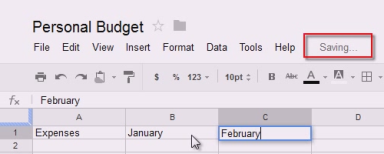 Personal Budget
File Edit View Insert Format Data Tools Help Saving...
$ % 123 10pt B Abc A A
fx February
A B C D
1 Expenses January February
2